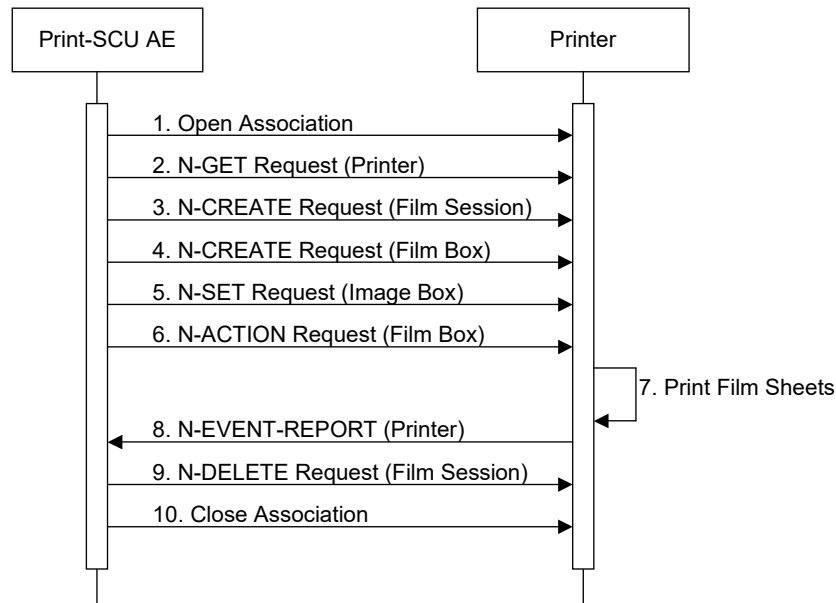 Print-SCU AE
Printer
1. Open Association
2. N-GET Request (Printer)
3. N-CREATE Request (Film Session)
4. N-CREATE Request (Film Box)
5. N-SET Request (Image Box)
6. N-ACTION Request (Film Box)
7. Print Film Sheets
8. N-EVENT-REPORT (Printer)
9. N-DELETE Request (Film Session)
10. Close Association